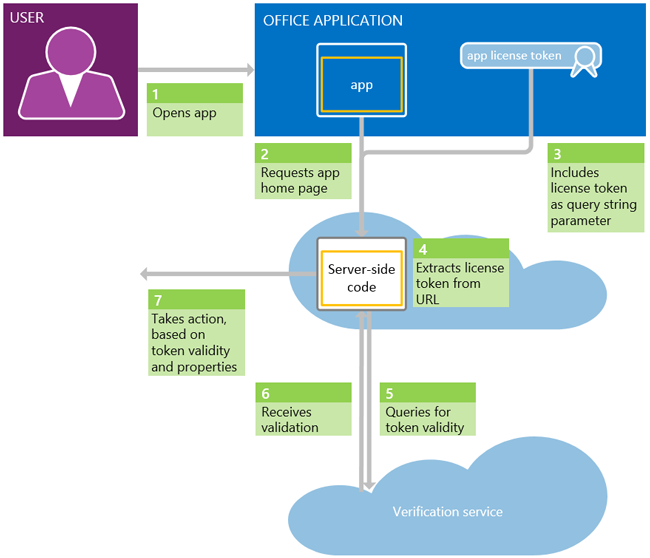 USER
OFFICE APPLICATION
app
app license token
1
Opens app
2
Requests app
home page
3
Includes
license token
as query string
parameter
Server-side
code
4
Extracts license
token from
URL
7
Takes action,
based on
token validity
and properties
6
Receives
validation
5
Queries for
token validity
Verification service